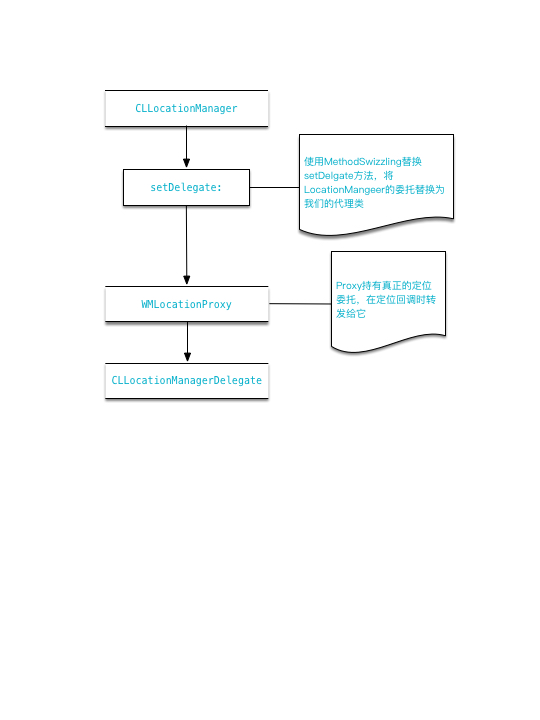 CLLocationManager
使用MethodSwizzling替换
setDelgate方法，将
setDelegate:
LocationMangeer的委托替换为
我们的代理类
Proxy持有真正的定位
委托，在定位回调时转
WMLocationProxy
发给它
CLLocationManagerDelegate